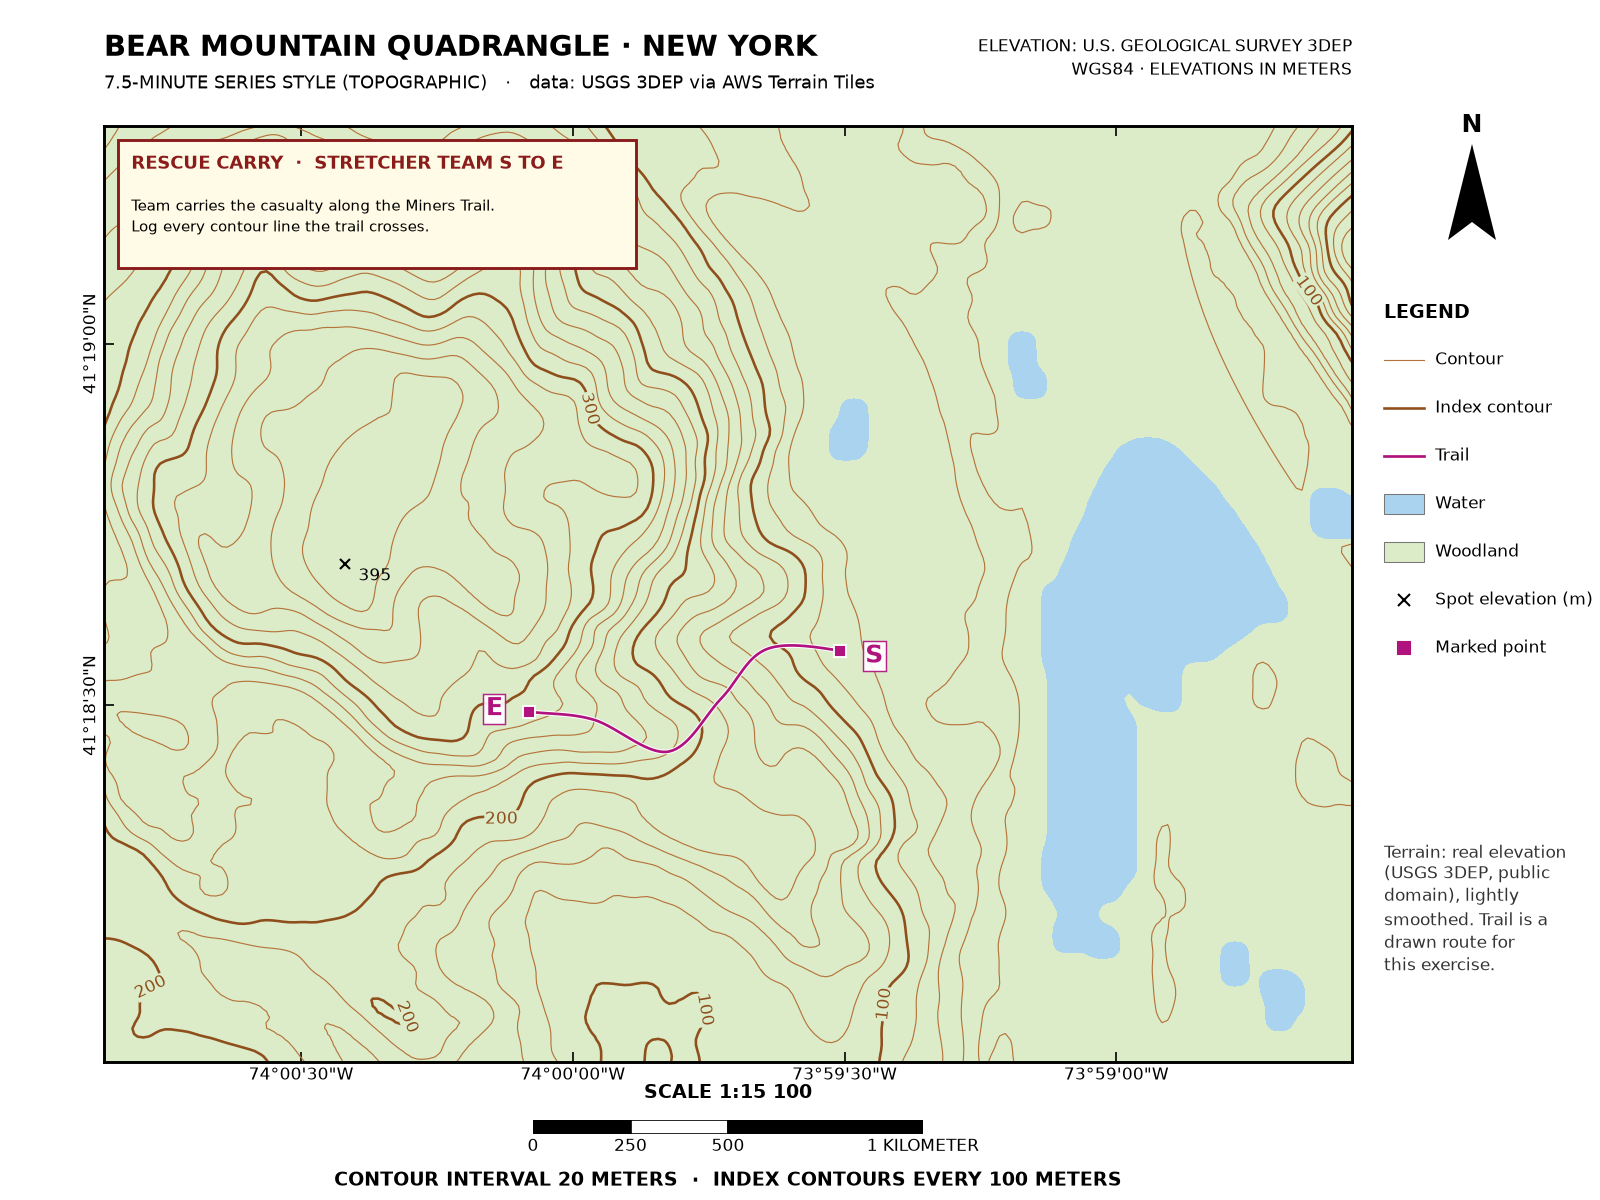 BEAR MOUNTAIN QUADRANGLE · NEW YORK
7.5-MINUTE SERIES STYLE (TOPOGRAPHIC) · data: USGS 3DEP via AWS Terrain Tiles
ELEVATION: U.S. GEOLOGICAL SURVEY 3DEP
WGS84 · ELEVATIONS IN METERS
RESCUE CARRY · STRETCHER TEAM S TO E
Team carries the casualty along the Miners Trail.
Log every contour line the trail crosses.
N
100
41°19'00"N
300
395
S
41°18'30"N
E
200
200
200
100
100
LEGEND
Contour
Index contour
Trail
Water
Woodland
Spot elevation (m)
Marked point
Terrain: real elevation
(USGS 3DEP, public
domain), lightly
smoothed. Trail is a
drawn route for
this exercise.
74°00'30"W
74°00'00"W
73°59'30"W
73°59'00"W
SCALE 1:15 100
0
250
500
1 KILOMETER
CONTOUR INTERVAL 20 METERS · INDEX CONTOURS EVERY 100 METERS